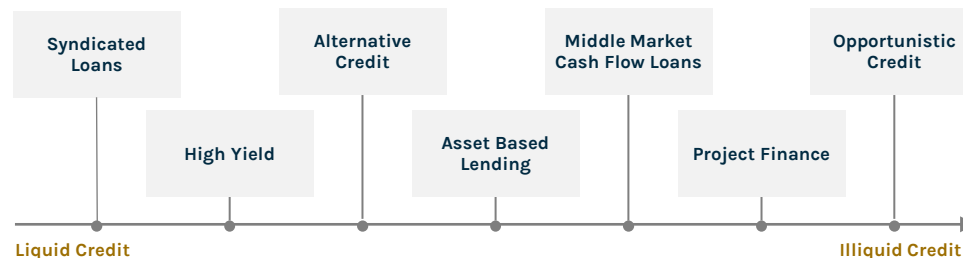 Syndicated
Loans
High Yield
Alternative
Credit
Asset Based
Lending
Middle Market
Cash Flow Loans
Project Finance
Opportunistic
Credit
Liquid Credit
Illiquid Credit